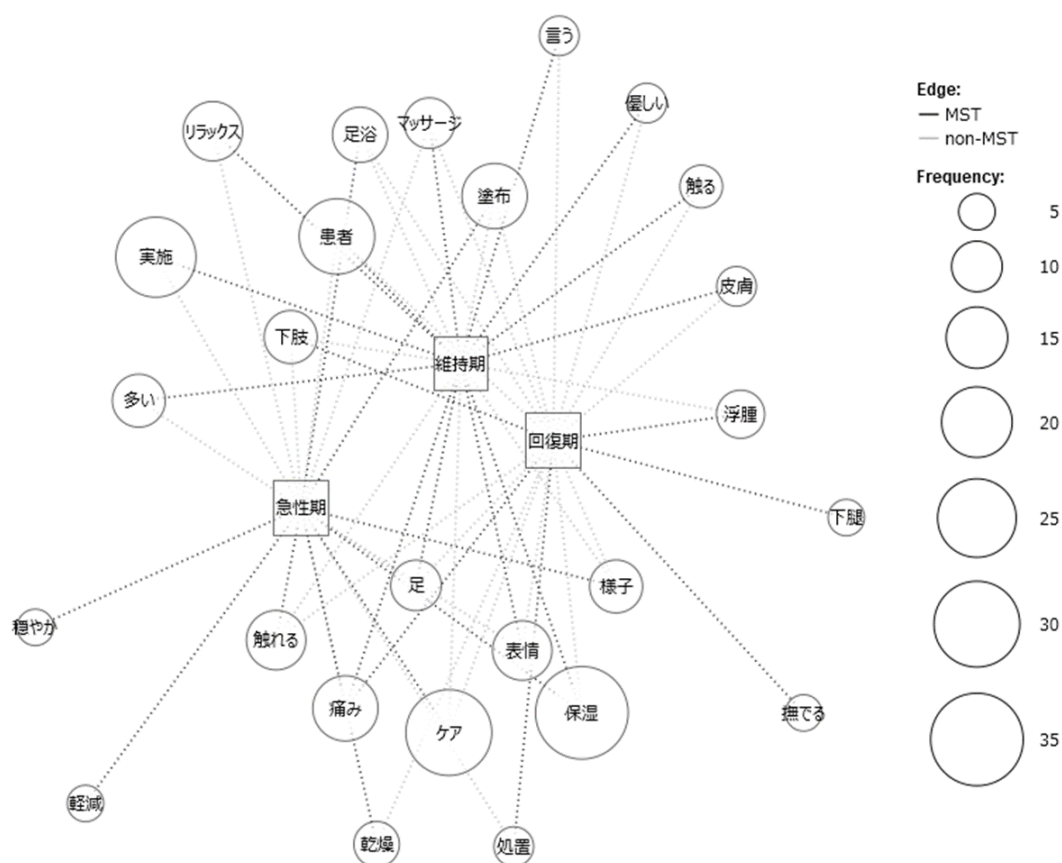 言う
優しい
リラックス
足浴
マッサージ
触る
塗布
患者
実施
皮膚
下肢
維持期
多い
浮腫
回復期
急性期
下腿
足
様子
穏やか
触れる
表情
痛み
保湿
撫でる
ケア
軽減
乾燥
処置
Edge:
MST
non-MST
Frequency:
5
10
15
20
25
30
35